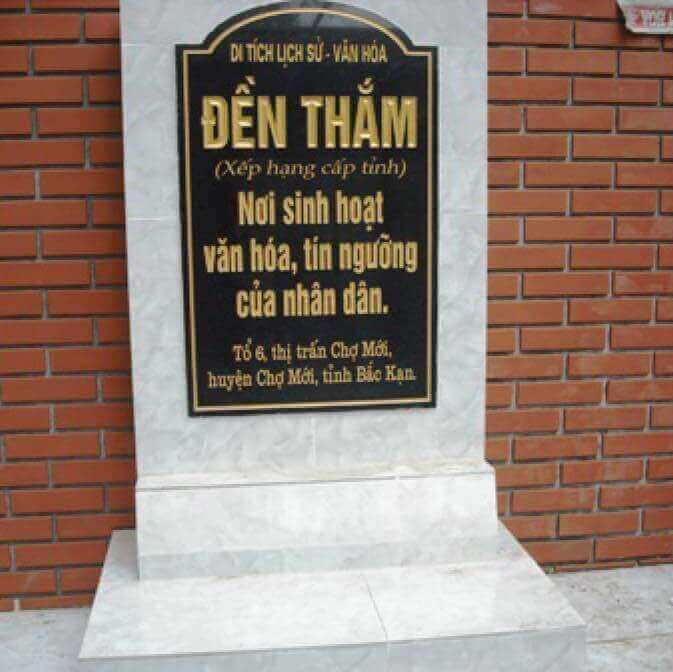 DI TÍCH LỊCH SỬ - VĂN HÓA
ĐỀN THẮM
(Xếp hạng cấp tỉnh)
Nơi sinh hoạt
văn hóa, tín ngưỡng
của nhân dân.
Tổ 6, thị trấn Chợ Mới,
huyện Chợ Mới, tỉnh Bắc Kạn.